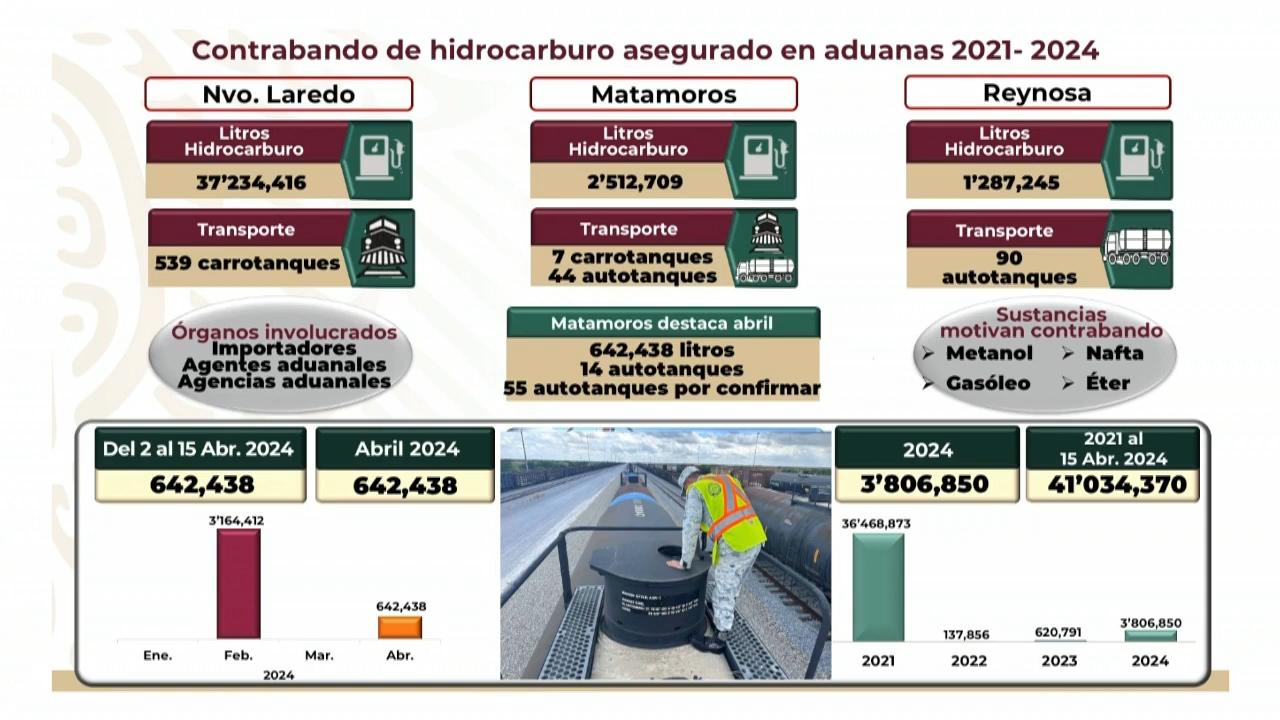 Contrabando de hidrocarburo asegurado en aduanas 2021- 2024
Nvo. Laredo
Litros
Hidrocarburo
37’234,416
Transporte
539 carrotanques
Órganos involucrados
Importadores
Agentes aduanales
Agencias aduanales
Matamoros
Litros
Hidrocarburo
2’512,709
Transporte
7 carrotanques
44 autotanques
Matamoros destaca abril
642,438 litros
14 autotanques
55 autotanques por confirmar
Reynosa
Litros
Hidrocarburo
1’287,245
Transporte
90
autotanques
Sustancias
motivan contrabando
➢ Metanol ➢ Nafta
➢ Gasóleo ➢ Éter
Del 2 al 15 Abr. 2024
642,438
Abril 2024
642,438
3’164,412
642,438
Ene. Feb. Mar. Abr.
2024
2024
3’806,850
2021 al
15 Abr. 2024
41’034,370
36’468,873
137,856
620,791
3’806,850
2021 2022 2023 2024